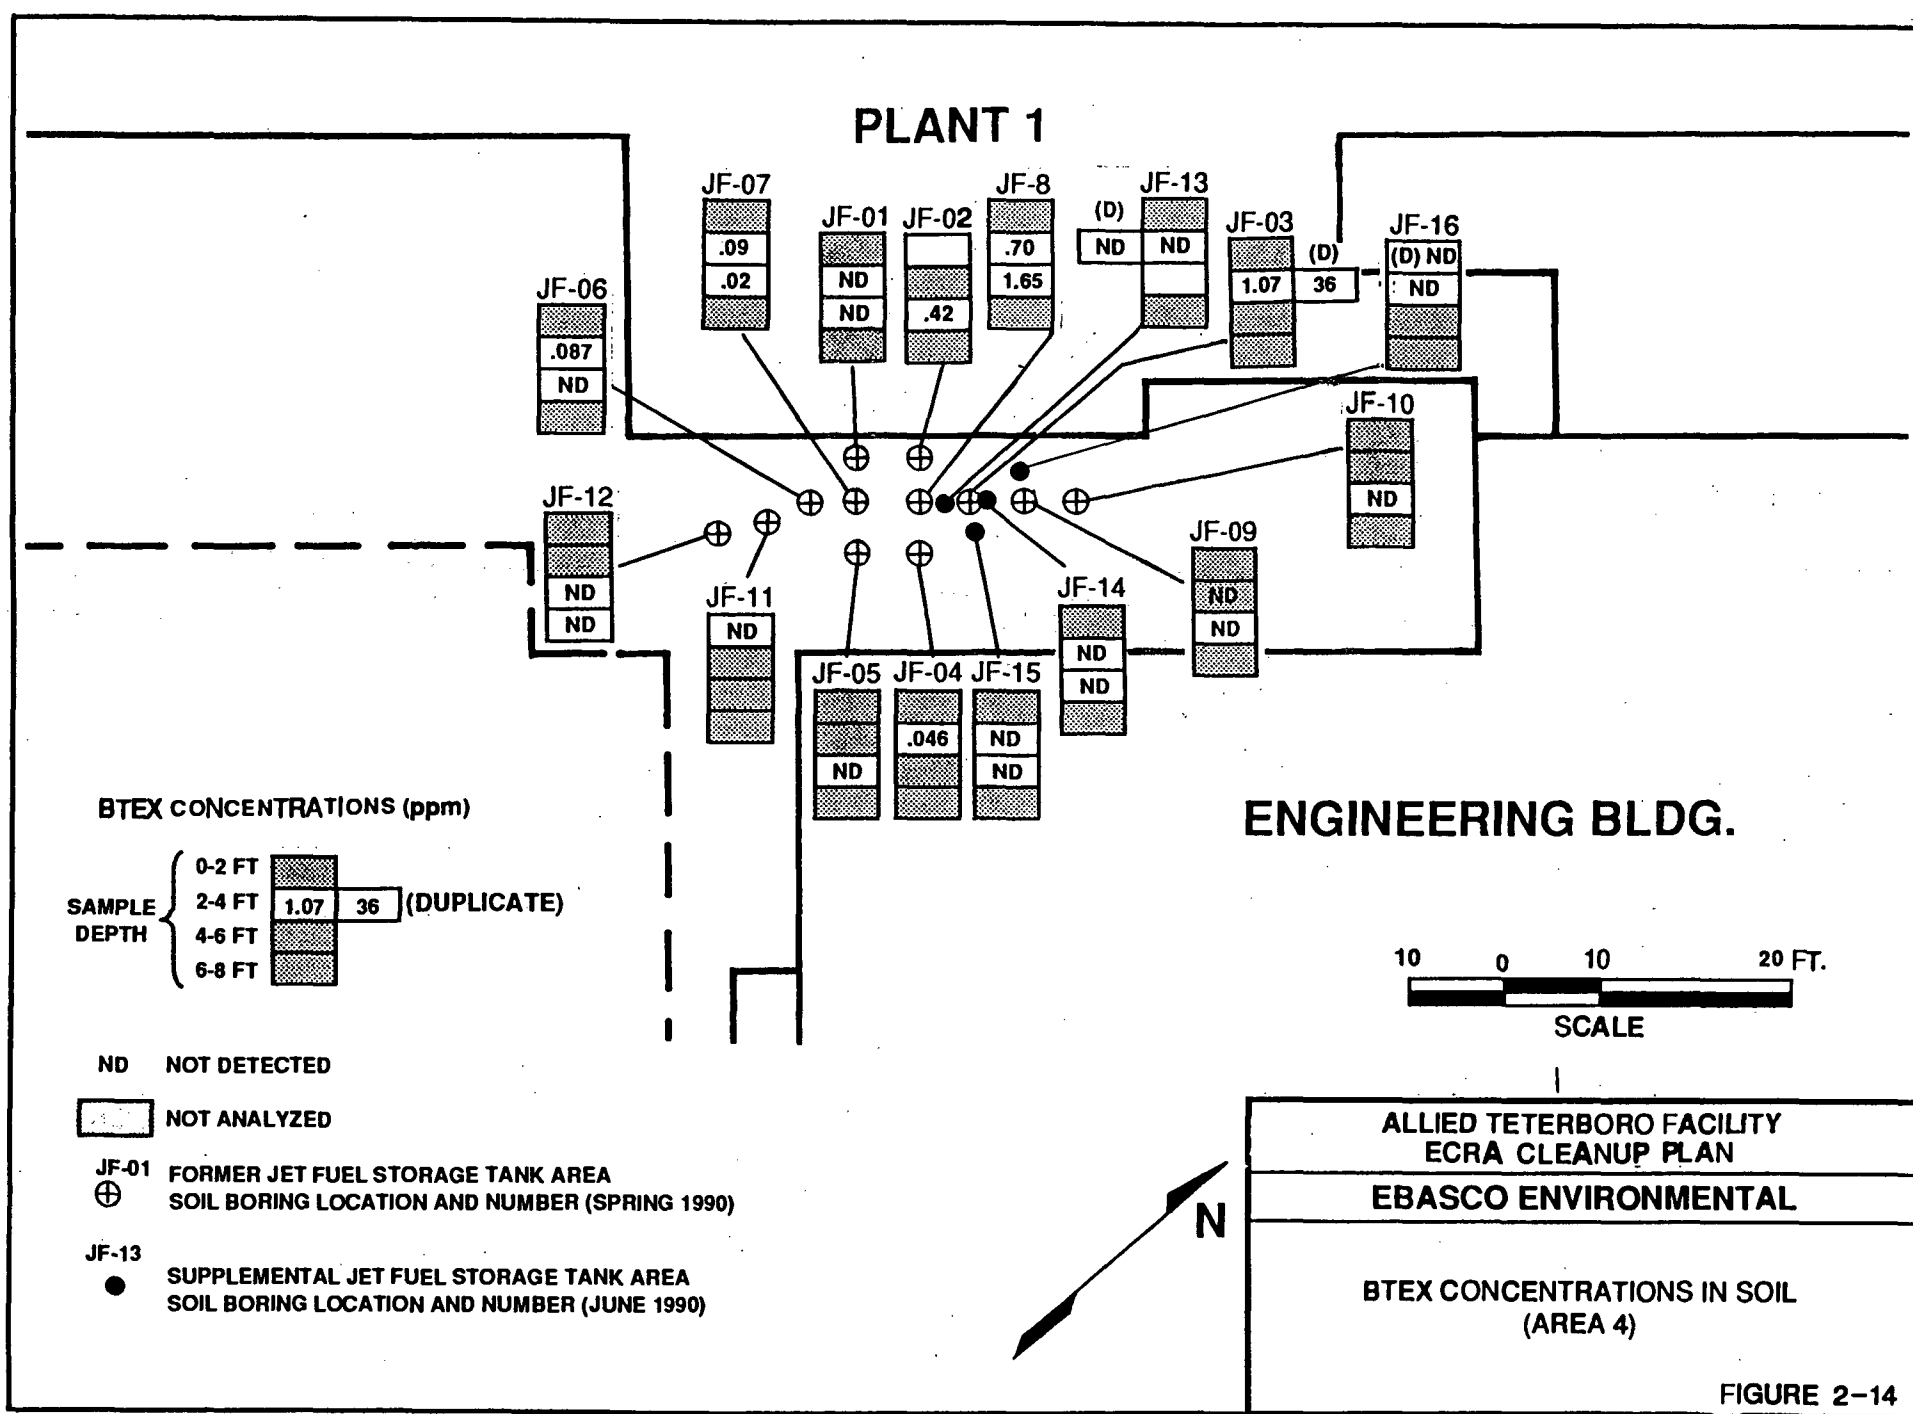 PLANT 1
JF-07
.09
.02
JF-01
ND
ND
JF-02
.42
JF-8
.70
1.65
JF-13
(D)
ND ND
JF-03
(D)
1.07 36
JF-16
(D) ND
ND
JF-06
.087
ND
JF-10
ND
JF-12
ND
ND
JF-09
ND
ND
JF-11
ND
JF-14
ND
ND
JF-05
ND
JF-04
.046
JF-15
ND
ND
ENGINEERING BLDG.
BTEX CONCENTRATIONS (ppm)
SAMPLE
DEPTH
0-2 FT
2-4 FT 1.07 36 (DUPLICATE)
4-6 FT
6-8 FT
10 0 10 20 FT.
SCALE
ND NOT DETECTED
NOT ANALYZED
JF-01
FORMER JET FUEL STORAGE TANK AREA
SOIL BORING LOCATION AND NUMBER (SPRING 1990)
JF-13
SUPPLEMENTAL JET FUEL STORAGE TANK AREA
SOIL BORING LOCATION AND NUMBER (JUNE 1990)
N
ALLIED TETERBORO FACILITY
ECRA CLEANUP PLAN
EBASCO ENVIRONMENTAL
BTEX CONCENTRATIONS IN SOIL
(AREA 4)
FIGURE 2-14